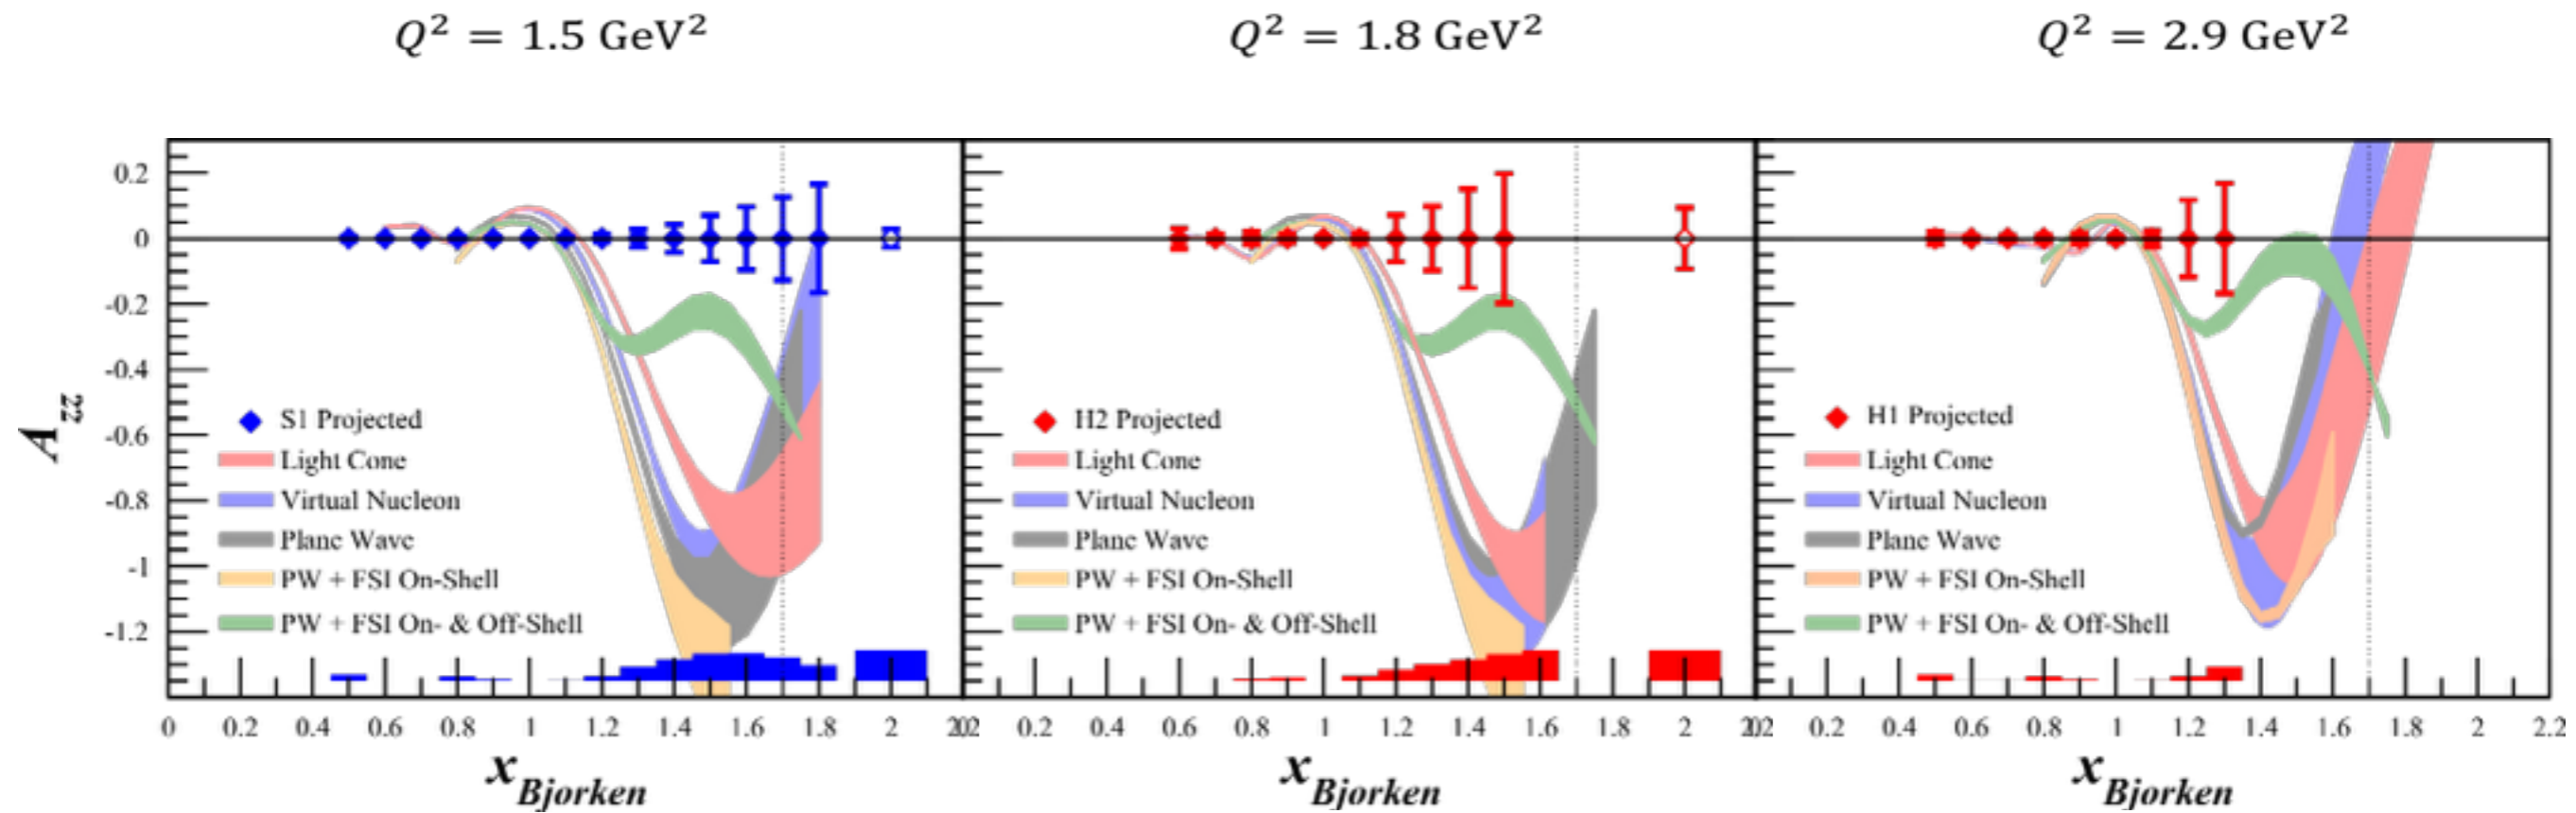 Q² = 1.5 GeV²
Q² = 1.8 GeV²
Q² = 2.9 GeV²
A_zz
0.2
0
-0.2
-0.4
-0.6
-0.8
-1
-1.2
S1 Projected
Light Cone
Virtual Nucleon
Plane Wave
PW + FSI On-Shell
PW + FSI On- & Off-Shell
0 0.2 0.4 0.6 0.8 1 1.2 1.4 1.6 1.8 2
x_Bjorken
H2 Projected
Light Cone
Virtual Nucleon
Plane Wave
PW + FSI On-Shell
PW + FSI On- & Off-Shell
0.2 0.4 0.6 0.8 1 1.2 1.4 1.6 1.8 2
x_Bjorken
H1 Projected
Light Cone
Virtual Nucleon
Plane Wave
PW + FSI On-Shell
PW + FSI On- & Off-Shell
0.2 0.4 0.6 0.8 1 1.2 1.4 1.6 1.8 2 2.2
x_Bjorken